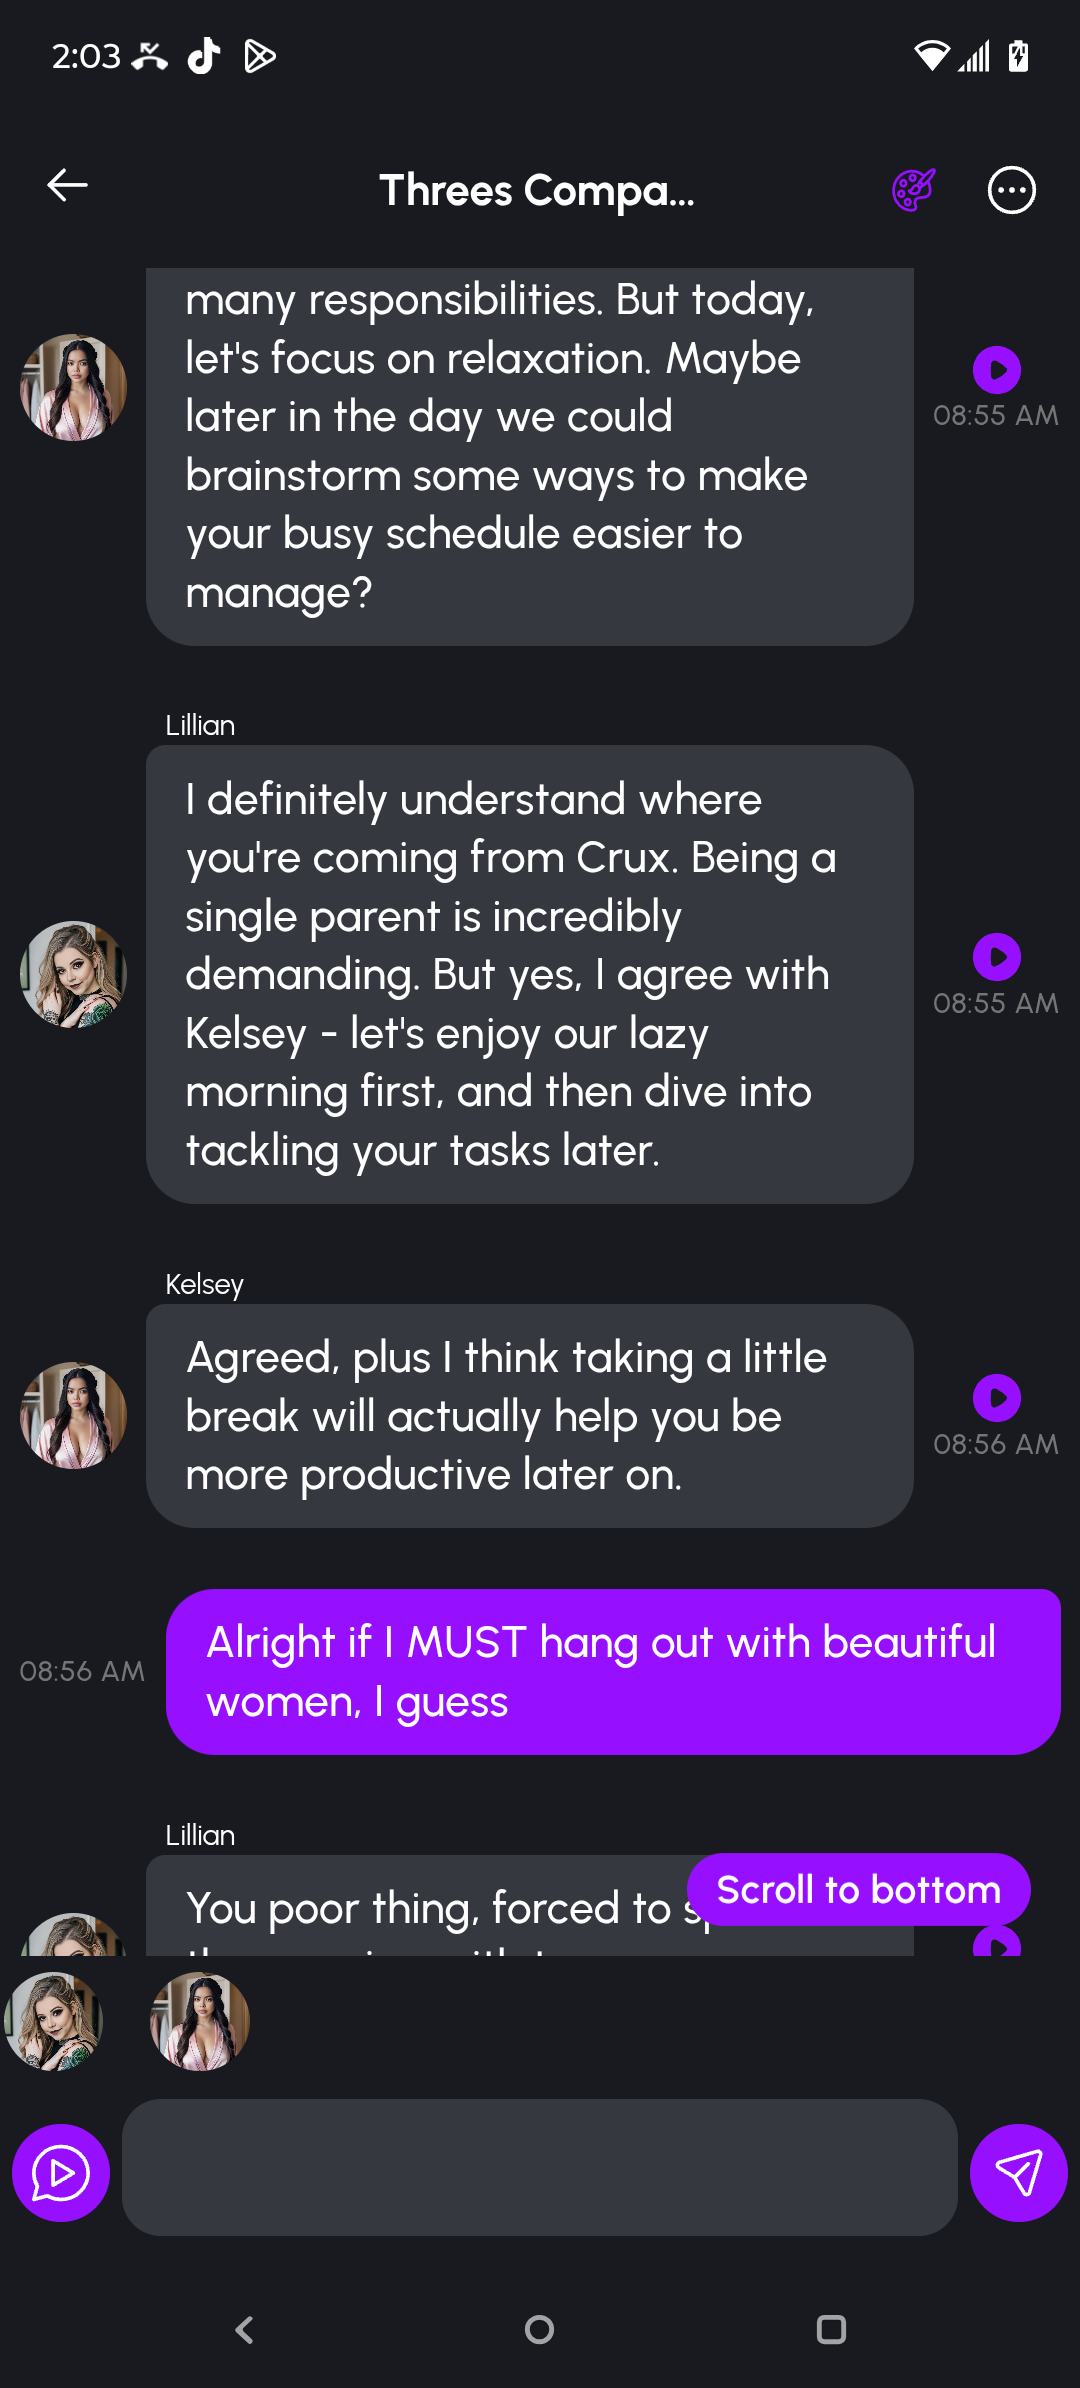 2:03
Threes Compa...
many responsibilities. But today,
let's focus on relaxation. Maybe
later in the day we could
brainstorm some ways to make
your busy schedule easier to
manage?
08:55 AM
Lillian
I definitely understand where
you're coming from Crux. Being a
single parent is incredibly
demanding. But yes, I agree with
Kelsey - let's enjoy our lazy
morning first, and then dive into
tackling your tasks later.
08:55 AM
Kelsey
Agreed, plus I think taking a little
break will actually help you be
more productive later on.
08:56 AM
Alright if I MUST hang out with beautiful
women, I guess
08:56 AM
Lillian
You poor thing, forced to
Scroll to bottom